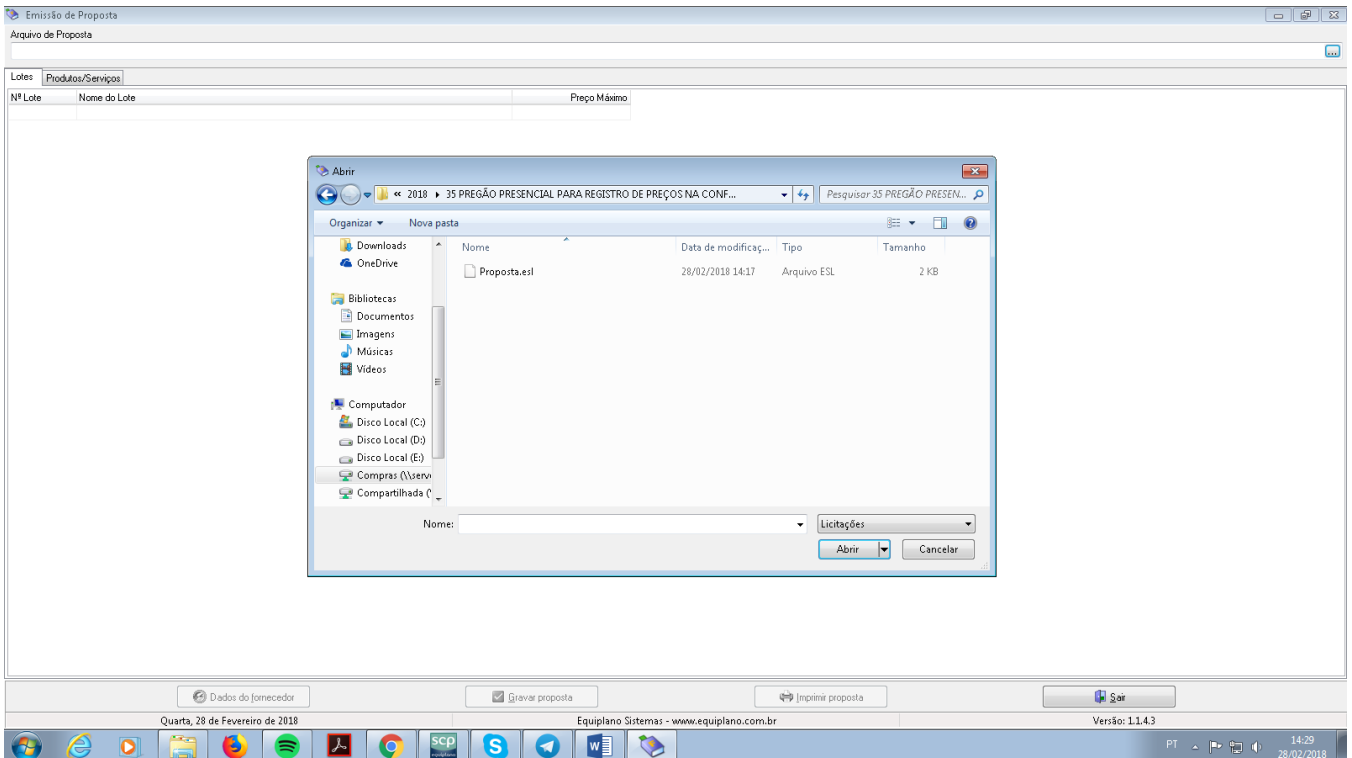 Emissão de Proposta
Arquivo de Proposta
...
Lotes Produtos/Serviços
Nº Lote Nome do Lote Preço Máximo
Abrir
« 2018 35 PREGÃO PRESENCIAL PARA REGISTRO DE PREÇOS NA CONF... Pesquisar 35 PREGÃO PRESEN...
Organizar Nova pasta
Downloads
OneDrive
Bibliotecas
Documentos
Imagens
Músicas
Vídeos
Computador
Disco Local (C:)
Disco Local (D:)
Disco Local (E:)
Compras (\\serv
Compartilhada (
Nome Data de modificaç... Tipo Tamanho
Proposta.esl 28/02/2018 14:17 Arquivo ESL 2 KB
Nome: Licitações
Abrir Cancelar
Dados do fornecedor Gravar proposta Imprimir proposta Sair
Quarta, 28 de Fevereiro de 2018 Equiplano Sistemas - www.equiplano.com.br Versão: 1.1.4.3
scp
equiplano
PT 14:29
28/02/2018